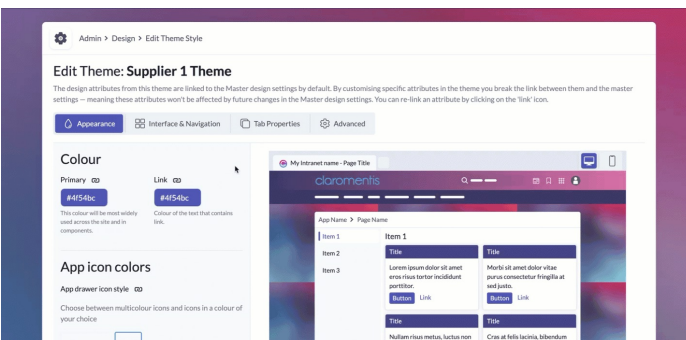 Admin > Design > Edit Theme Style
Edit Theme: Supplier 1 Theme
The design attributes from this theme are linked to the Master design settings by default. By customising specific attributes in the theme you break the link between them and the master
settings — meaning these attributes won't be affected by future changes in the Master design settings. You can re-link an attribute by clicking on the 'link' icon.
Appearance Interface & Navigation Tab Properties Advanced
Colour
Primary Link
#4f54bc #4f54bc
This colour will be most widely
used across the site and in
components.
Colour of the text that contains
link.
App icon colors
App drawer icon style
Choose between multicolour icons and icons in a colour of
your choice
My Intranet name - Page Title
claromentis
App Name > Page Name
Item 1
Item 2
Item 3
Item 1
Title
Lorem ipsum dolor sit amet
eros risus tortor incididunt
porttitor.
Button Link
Title
Morbi sit amet dolor vitae
purus consectetur fringilla at
sed justo.
Button Link
Title
Nullam risus metus, luctus non
Title
Cras at felis lacinia, bibendum